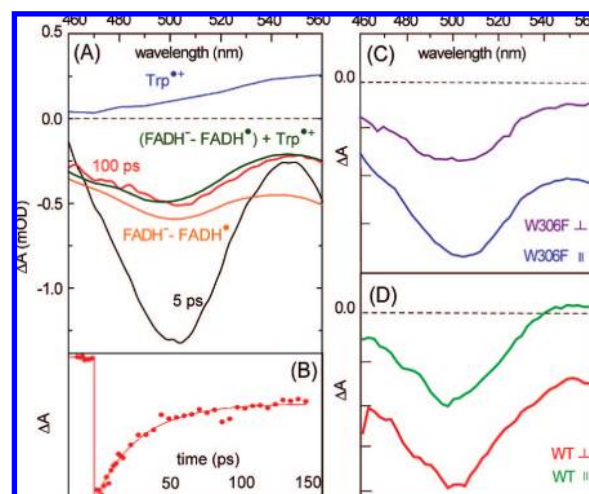 460 480 500 520 540 560
wavelength (nm)
(A)
Trp•+
0.5
0.0
(FADH⁻- FADH•) + Trp•+
100 ps
-0.5
FADH⁻- FADH•
ΔA (mOD)
5 ps
-1.0
(B)
ΔA
time (ps)
50 100 150
460 480 500 520 540 560
wavelength (nm)
(C)
0.0
ΔA
W306F ⊥
W306F ||
(D)
0.0
ΔA
WT ⊥
WT ||